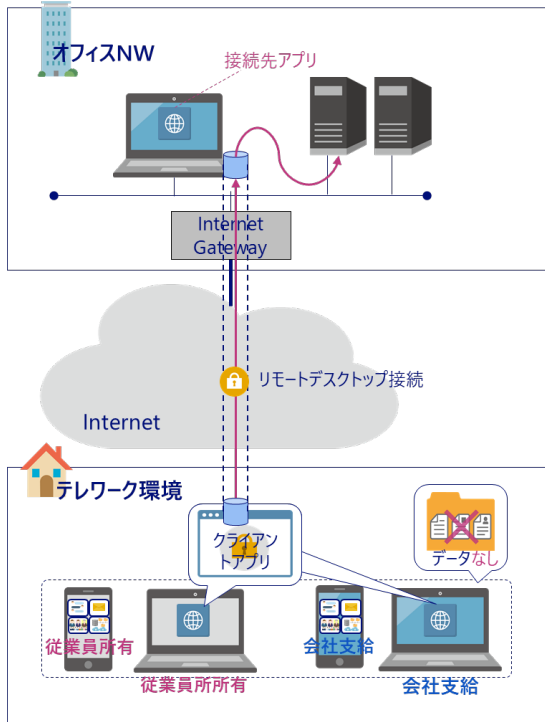 オフィスNW
接続先アプリ
Internet
Gateway
リモートデスクトップ接続
Internet
テレワーク環境
クライアン
トアプリ
データなし
従業員所有
従業員所所有
会社支給
会社支給